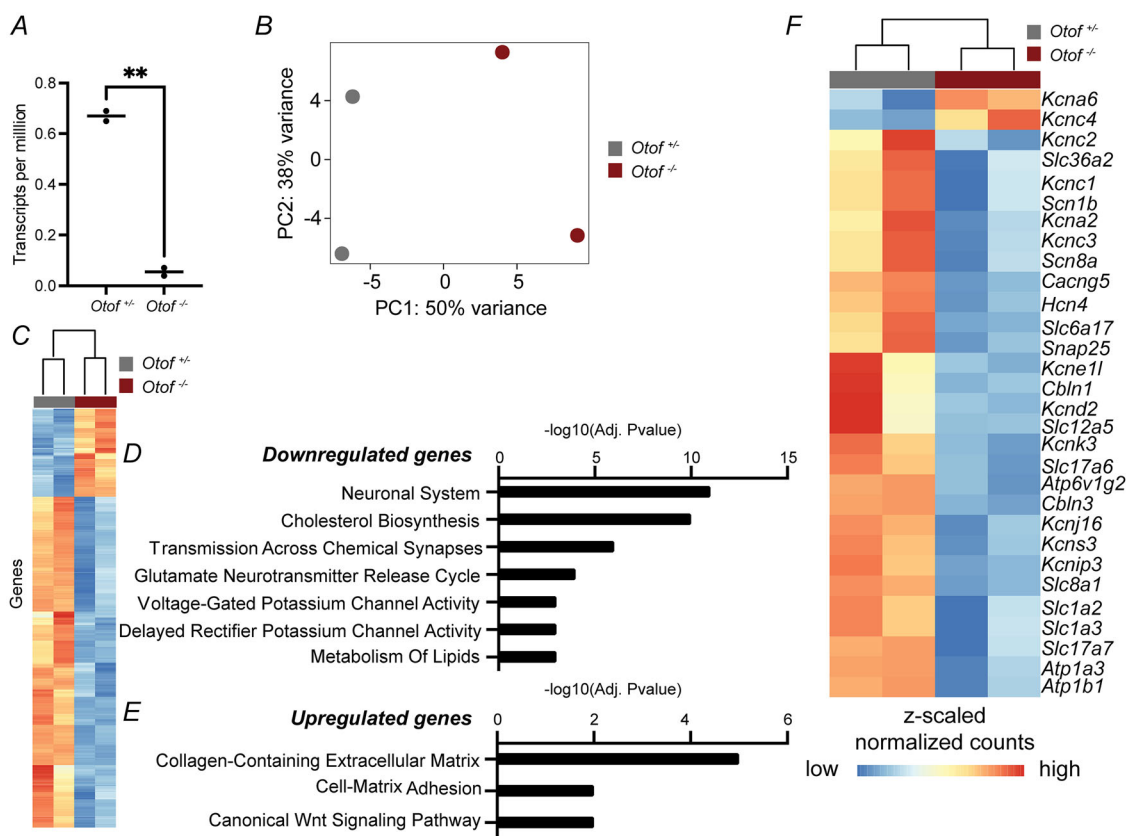 A
**
Transcripts per million
0.8
0.6
0.4
0.2
0.0
Otof +/-
Otof -/-
B
PC2: 38% variance
4
0
-4
-5
0
5
PC1: 50% variance
Otof +/-
Otof -/-
C
Otof +/-
Otof -/-
Genes
D
-log10(Adj. Pvalue)
Downregulated genes
0 5 10 15
Neuronal System
Cholesterol Biosynthesis
Transmission Across Chemical Synapses
Glutamate Neurotransmitter Release Cycle
Voltage-Gated Potassium Channel Activity
Delayed Rectifier Potassium Channel Activity
Metabolism Of Lipids
E
-log10(Adj. Pvalue)
Upregulated genes
0 2 4 6
Collagen-Containing Extracellular Matrix
Cell-Matrix Adhesion
Canonical Wnt Signaling Pathway
F
Otof +/-
Otof -/-
Kcna6
Kcnc4
Kcnc2
Slc36a2
Kcnc1
Scn1b
Kcna2
Kcnc3
Scn8a
Cacng5
Hcn4
Slc6a17
Snap25
Kcne1l
Cbln1
Kcnd2
Slc12a5
Kcnk3
Slc17a6
Atp6v1g2
Cbln3
Kcnj16
Kcns3
Kcnip3
Slc8a1
Slc1a2
Slc1a3
Slc17a7
Atp1a3
Atp1b1
z-scaled
normalized counts
low high